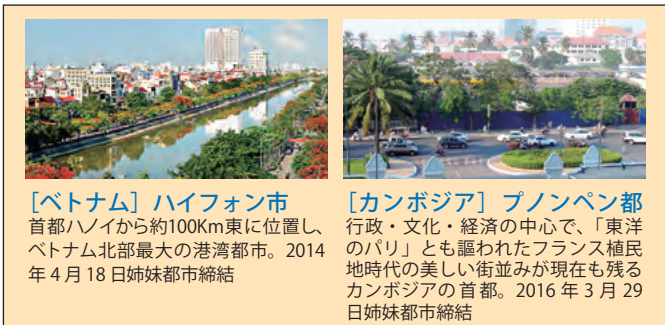 ［ベトナム］ハイフォン市
首都ハノイから約100Km東に位置し、
ベトナム北部最大の港湾都市。2014
年4月18日姉妹都市締結
［カンボジア］プノンペン都
行政・文化・経済の中心で、「東洋
のパリ」とも謳われたフランス植民
地時代の美しい街並みが現在も残る
カンボジアの首都。2016年3月29
日姉妹都市締結